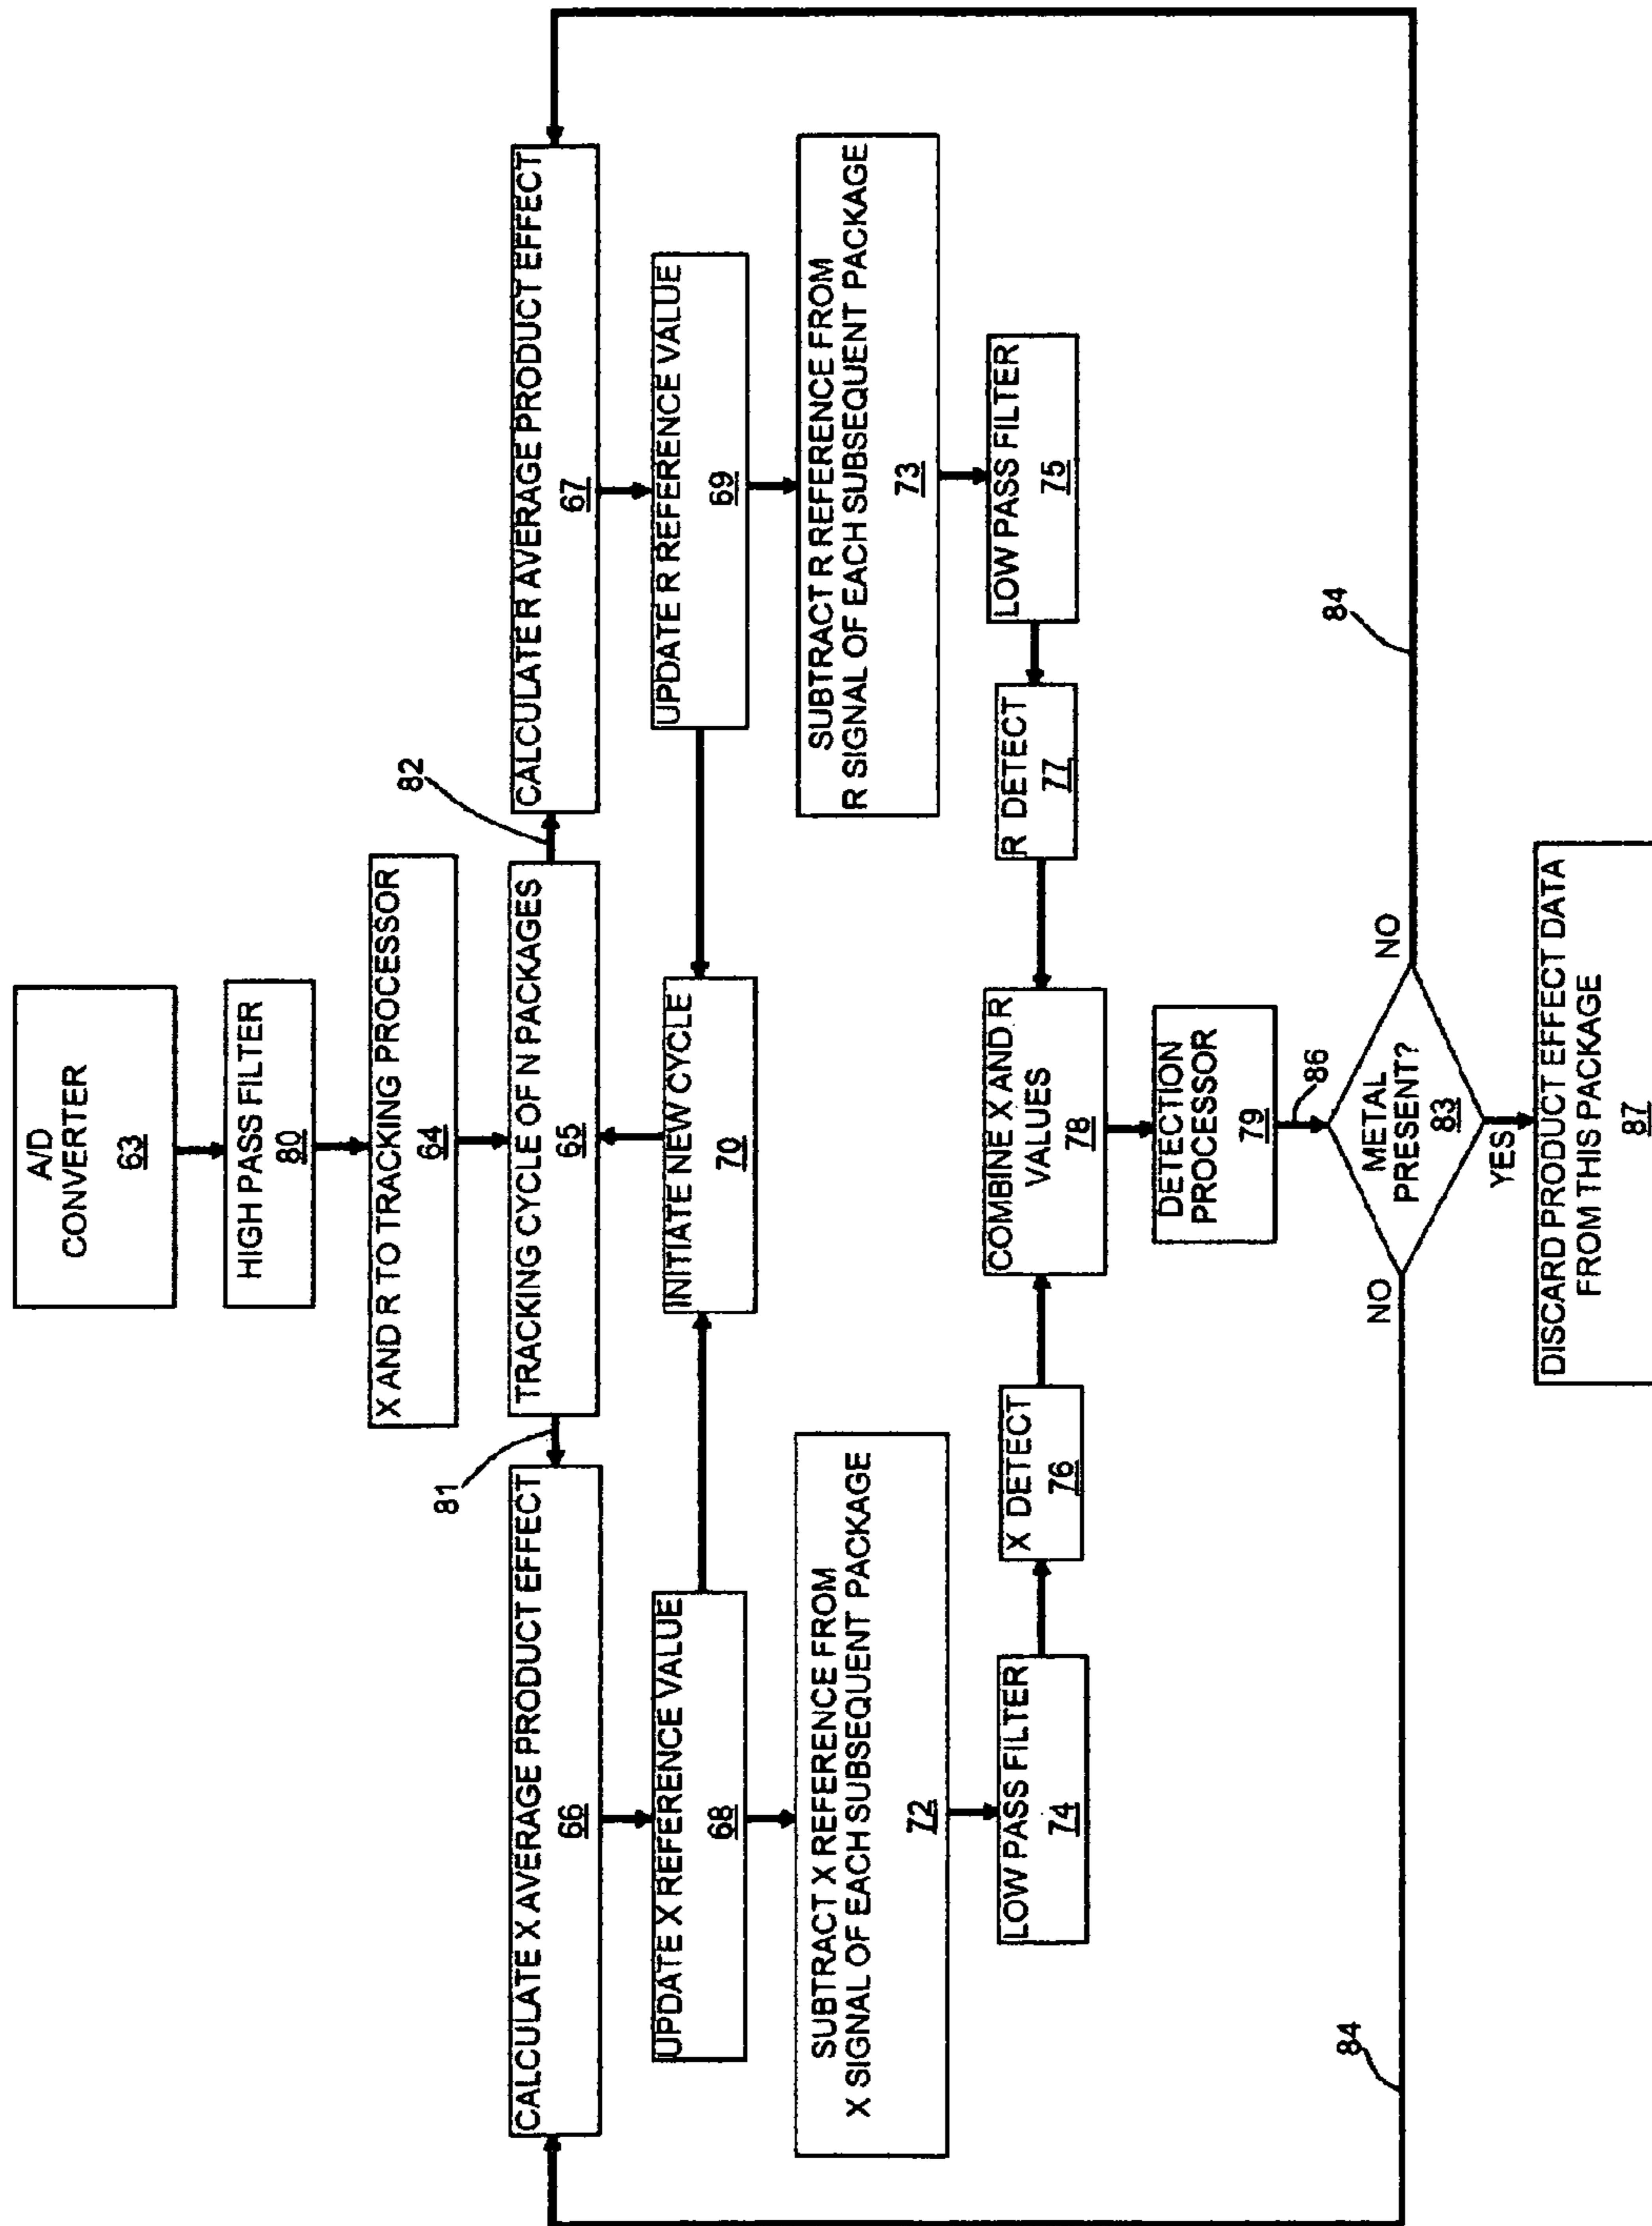 A/D
CONVERTER
63
HIGH PASS FILTER
80
X AND R TO TRACKING PROCESSOR
64
TRACKING CYCLE OF N PACKAGES
65
81
82
CALCULATE X AVERAGE PRODUCT EFFECT
66
CALCULATE R AVERAGE PRODUCT EFFECT
67
UPDATE X REFERENCE VALUE
68
INITIATE NEW CYCLE
70
UPDATE R REFERENCE VALUE
69
SUBTRACT X REFERENCE FROM
X SIGNAL OF EACH SUBSEQUENT PACKAGE
72
SUBTRACT R REFERENCE FROM
R SIGNAL OF EACH SUBSEQUENT PACKAGE
73
LOW PASS FILTER
74
X DETECT
76
COMBINE X AND R
VALUES
78
R DETECT
77
LOW PASS FILTER
75
DETECTION
PROCESSOR
79
86
METAL
PRESENT?
83
NO
NO
84
84
YES
DISCARD PRODUCT EFFECT DATA
FROM THIS PACKAGE
87